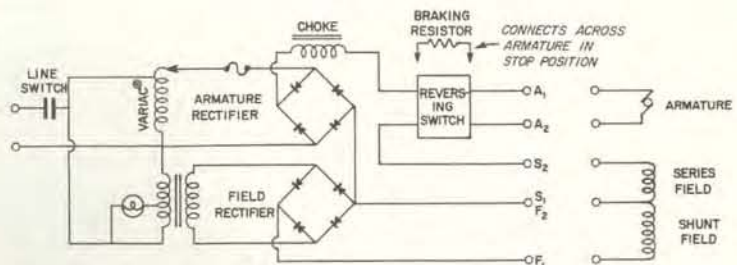 CHOKE
BRAKING
RESISTOR
CONNECTS ACROSS
ARMATURE IN
STOP POSITION
LINE
SWITCH
VARIAC®
ARMATURE
RECTIFIER
REVERS
ING
SWITCH
A₁
A₂
ARMATURE
S₂
SERIES
FIELD
FIELD
RECTIFIER
S₁
F₂
SHUNT
FIELD